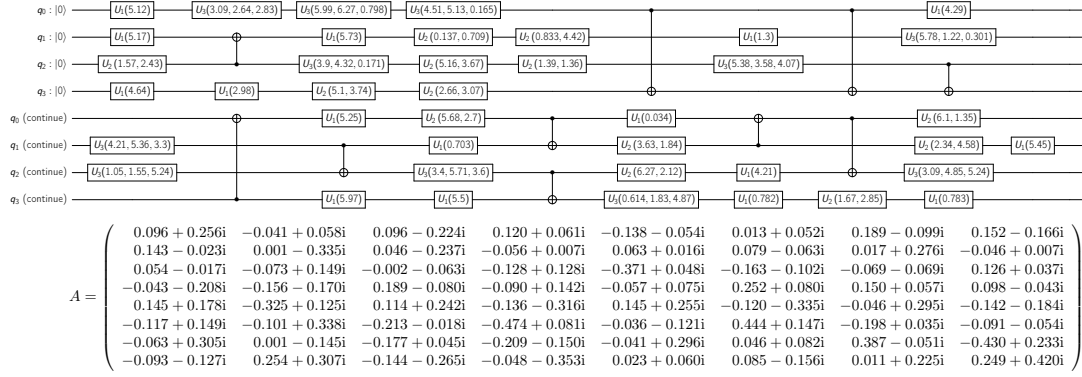 q₀ : |0⟩ U₁(5.12) U₃(3.09, 2.64, 2.83) U₃(5.99, 6.27, 0.798) U₃(4.51, 5.13, 0.165) U₁(4.29)
q₁ : |0⟩ U₁(5.17) U₁(5.73) U₂ (0.137, 0.709) U₂ (0.833, 4.42) U₁(1.3) U₃(5.78, 1.22, 0.301)
q₂ : |0⟩ U₂ (1.57, 2.43) U₃(3.9, 4.32, 0.171) U₂ (5.16, 3.67) U₂ (1.39, 1.36) U₃(5.38, 3.58, 4.07)
q₃ : |0⟩ U₁(4.64) U₁(2.98) U₂ (5.1, 3.74) U₂ (2.66, 3.07)
q₀ (continue) U₁(5.25) U₂ (5.68, 2.7) U₁(0.034) U₂ (6.1, 1.35)
q₁ (continue) U₃(4.21, 5.36, 3.3) U₁(0.703) U₂ (3.63, 1.84) U₂ (2.34, 4.58) U₁(5.45)
q₂ (continue) U₃(1.05, 1.55, 5.24) U₃(3.4, 5.71, 3.6) U₂ (6.27, 2.12) U₁(4.21) U₃(3.09, 4.85, 5.24)
q₃ (continue) U₁(5.97) U₁(5.5) U₃(0.614, 1.83, 4.87) U₁(0.782) U₂ (1.67, 2.85) U₁(0.783)
0.096 + 0.256i −0.041 + 0.058i 0.096 − 0.224i 0.120 + 0.061i −0.138 − 0.054i 0.013 + 0.052i 0.189 − 0.099i 0.152 − 0.166i
0.143 − 0.023i 0.001 − 0.335i 0.046 − 0.237i −0.056 + 0.007i 0.063 + 0.016i 0.079 − 0.063i 0.017 + 0.276i −0.046 + 0.007i
0.054 − 0.017i −0.073 + 0.149i −0.002 − 0.063i −0.128 + 0.128i −0.371 + 0.048i −0.163 − 0.102i −0.069 − 0.069i 0.126 + 0.037i
−0.043 − 0.208i −0.156 − 0.170i 0.189 − 0.080i −0.090 + 0.142i −0.057 + 0.075i 0.252 + 0.080i 0.150 + 0.057i 0.098 − 0.043i
A = 0.145 + 0.178i −0.325 + 0.125i 0.114 + 0.242i −0.136 − 0.316i 0.145 + 0.255i −0.120 − 0.335i −0.046 + 0.295i −0.142 − 0.184i
−0.117 + 0.149i −0.101 + 0.338i −0.213 − 0.018i −0.474 + 0.081i −0.036 − 0.121i 0.444 + 0.147i −0.198 + 0.035i −0.091 − 0.054i
−0.063 + 0.305i 0.001 − 0.145i −0.177 + 0.045i −0.209 − 0.150i −0.041 + 0.296i 0.046 + 0.082i 0.387 − 0.051i −0.430 + 0.233i
−0.093 − 0.127i 0.254 + 0.307i −0.144 − 0.265i −0.048 − 0.353i 0.023 + 0.060i 0.085 − 0.156i 0.011 + 0.225i 0.249 + 0.420i